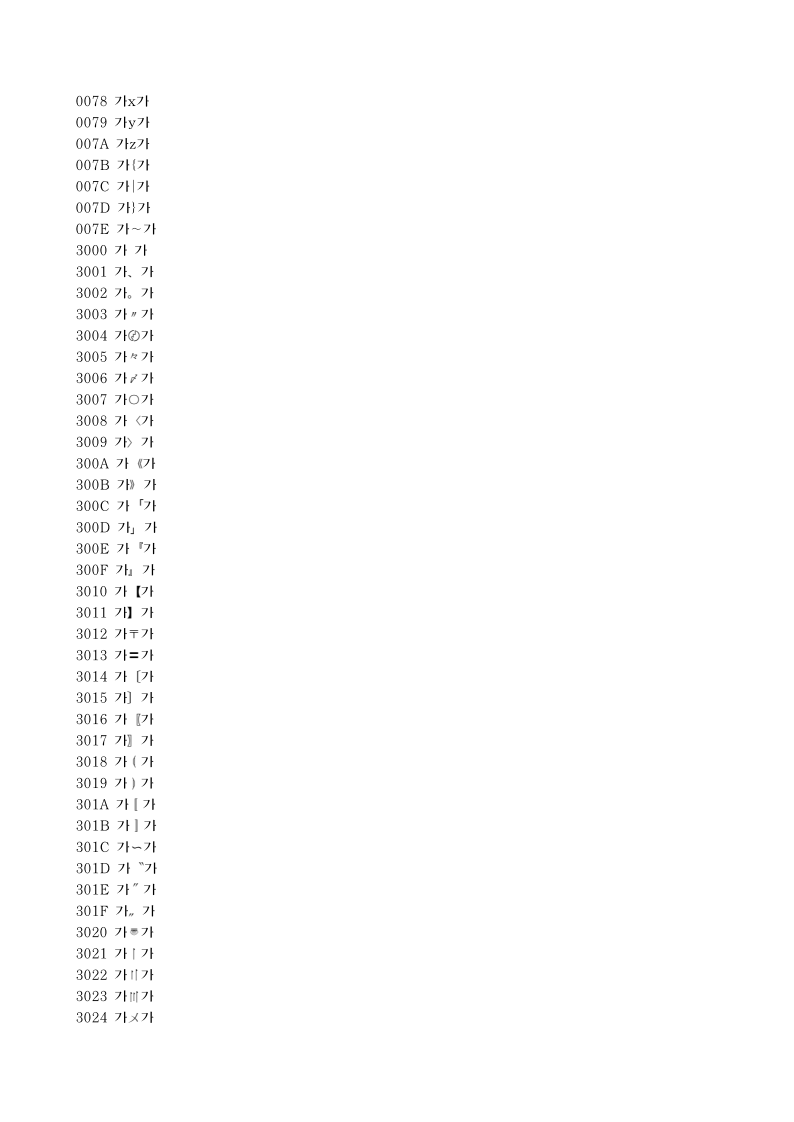 0078 가x가
0079 가y가
007A 가z가
007B 가{가
007C 가|가
007D 가}가
007E 가~가
3000 가　가
3001 가、가
3002 가。가
3003 가〃가
3004 가〄가
3005 가々가
3006 가〆가
3007 가〇가
3008 가〈가
3009 가〉가
300A 가《가
300B 가》가
300C 가「가
300D 가」가
300E 가『가
300F 가』가
3010 가【가
3011 가】가
3012 가〒가
3013 가〓가
3014 가〔가
3015 가〕가
3016 가〖가
3017 가〗가
3018 가〘가
3019 가〙가
301A 가〚가
301B 가〛가
301C 가〜가
301D 가〝가
301E 가〞가
301F 가〟가
3020 가〠가
3021 가〡가
3022 가〢가
3023 가〣가
3024 가〤가